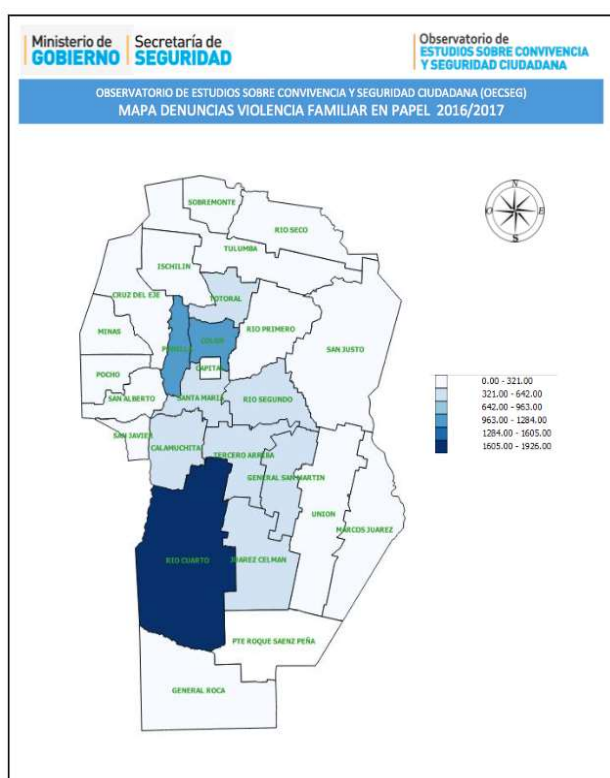 Ministerio de
GOBIERNO
Secretaría de
SEGURIDAD
Observatorio de
ESTUDIOS SOBRE CONVIVENCIA
Y SEGURIDAD CIUDADANA
OBSERVATORIO DE ESTUDIOS SOBRE CONVIVENCIA Y SEGURIDAD CIUDADANA (OECSEG)
MAPA DENUNCIAS VIOLENCIA FAMILIAR EN PAPEL 2016/2017
N
O
E
S
SOBREMONTE
RIO SECO
TULUMBA
ISCHILIN
CRUZ DEL EJE
TOTORAL
MINAS
RIO PRIMERO
PUNILLA
COLON
SAN JUSTO
CAPITAL
POCHO
SAN ALBERTO
SANTA MARIA
RIO SEGUNDO
SAN JAVIER
CALAMUCHITA
TERCERO ARRIBA
GENERAL SAN MARTIN
UNION
MARCOS JUAREZ
RIO CUARTO
JUAREZ CELMAN
PTE ROQUE SAENZ PEÑA
GENERAL ROCA
0.00 - 321.00
321.00 - 642.00
642.00 - 963.00
963.00 - 1284.00
1284.00 - 1605.00
1605.00 - 1926.00